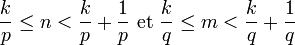 k/p ≤ n < k/p + 1/p et k/q ≤ m < k/q + 1/q